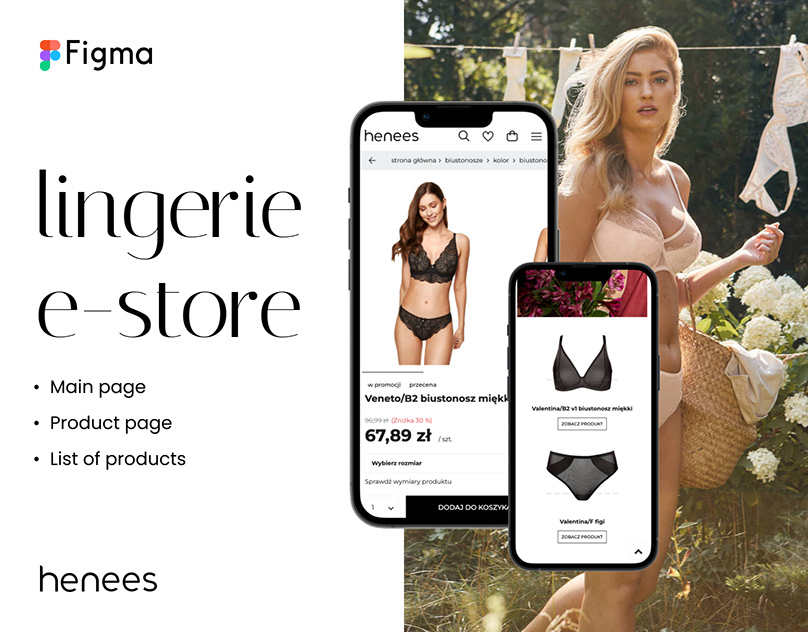 Figma
lingerie
e-store
• Main page
• Product page
• List of products
henees
henees
strona główna > biustonosze > kolor > biustono
w promocji przecena
Veneto/B2 biustonosz miękk
96,99 zł (Zniżka 30 %)
67,89 zł / szt.
Wybierz rozmiar
Sprawdź wymiary produktu
1
DODAJ DO KOSZYKA
Valentina/B2 v1 biustonosz miękki
ZOBACZ PRODUKT
Valentina/F figi
ZOBACZ PRODUKT